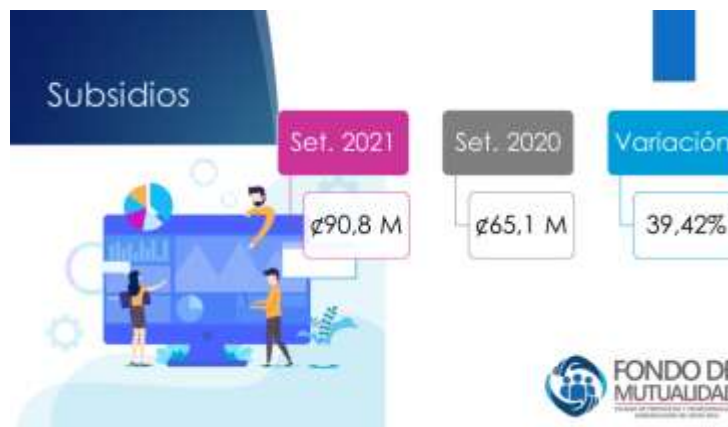 Subsidios
Set. 2021
Set. 2020
Variación
¢90,8 M
¢65,1 M
39,42%
FONDO DE
MUTUALIDAD